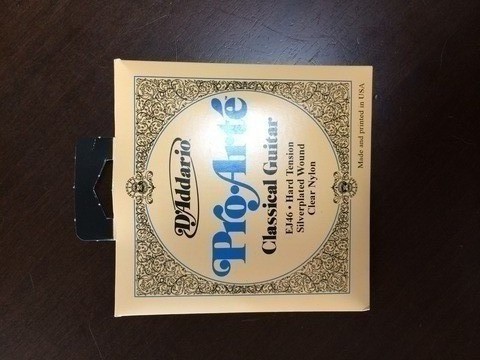 D'Addario
Pro·Arté
Classical Guitar
EJ46 • Hard Tension
Silverplated Wound
Clear Nylon
Made and printed in USA